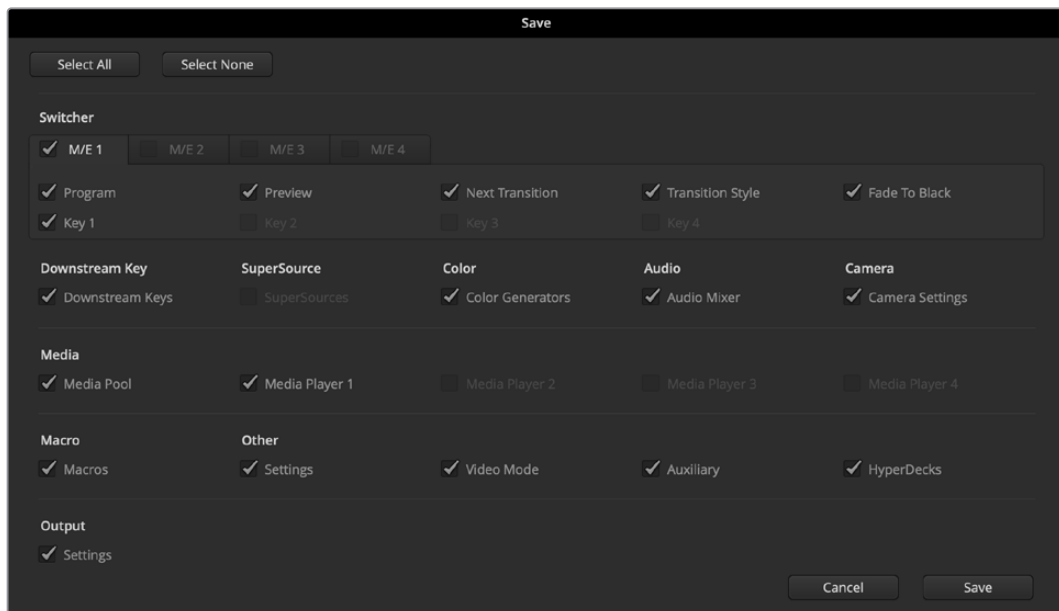 Save
Select All Select None
Switcher
M/E 1 M/E 2 M/E 3 M/E 4
Program Preview Next Transition Transition Style Fade To Black
Key 1 Key 2 Key 3 Key 4
Downstream Key SuperSource Color Audio Camera
Downstream Keys SuperSources Color Generators Audio Mixer Camera Settings
Media
Media Pool Media Player 1 Media Player 2 Media Player 3 Media Player 4
Macro Other
Macros Settings Video Mode Auxiliary HyperDecks
Output
Settings
Cancel Save